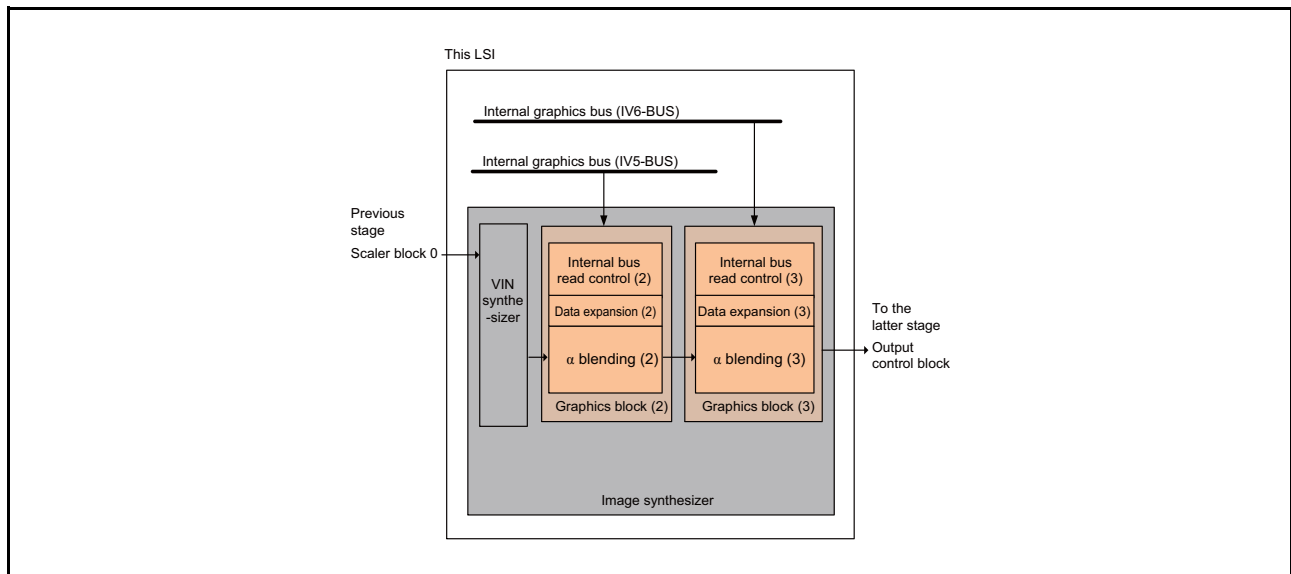 This LSI
Internal graphics bus (IV6-BUS)
Internal graphics bus (IV5-BUS)
Previous
stage
Scaler block 0
VIN
synthe
-sizer
Internal bus
read control (2)
Data expansion (2)
α blending (2)
Graphics block (2)
Internal bus
read control (3)
Data expansion (3)
α blending (3)
Graphics block (3)
To the
latter stage
Output
control block
Image synthesizer